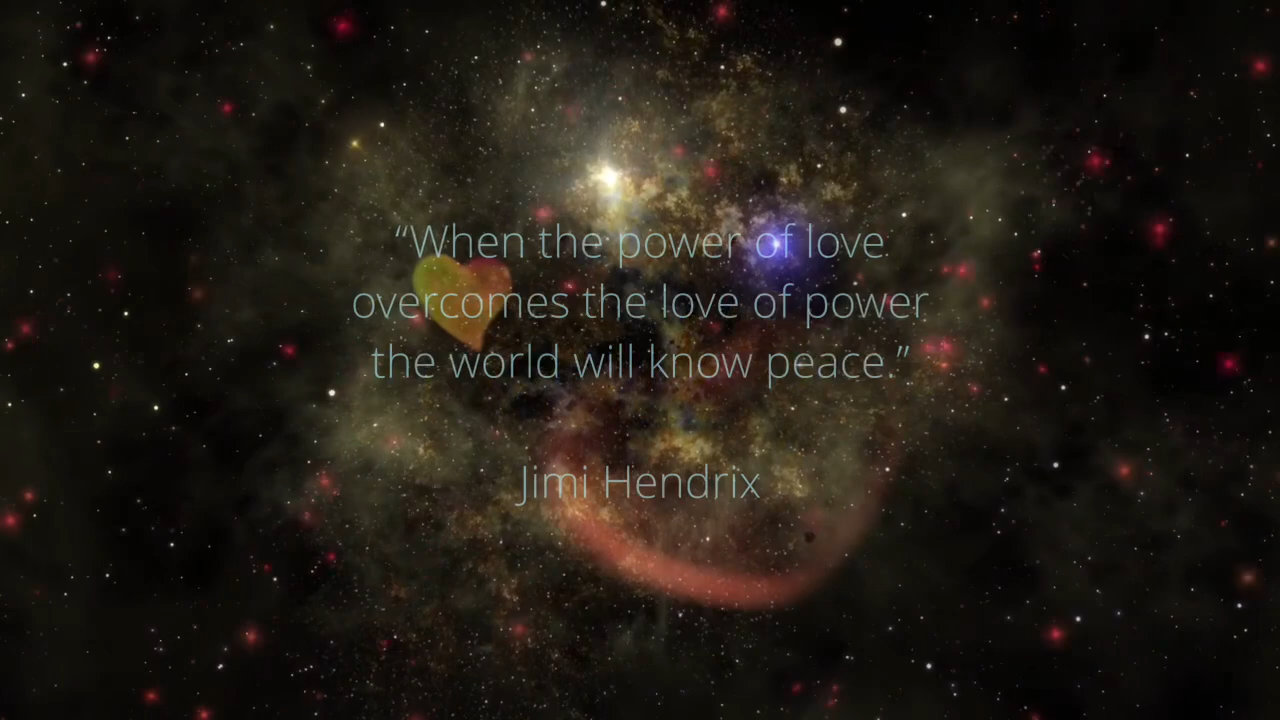 “When the power of love
overcomes the love of power
the world will know peace.”
Jimi Hendrix